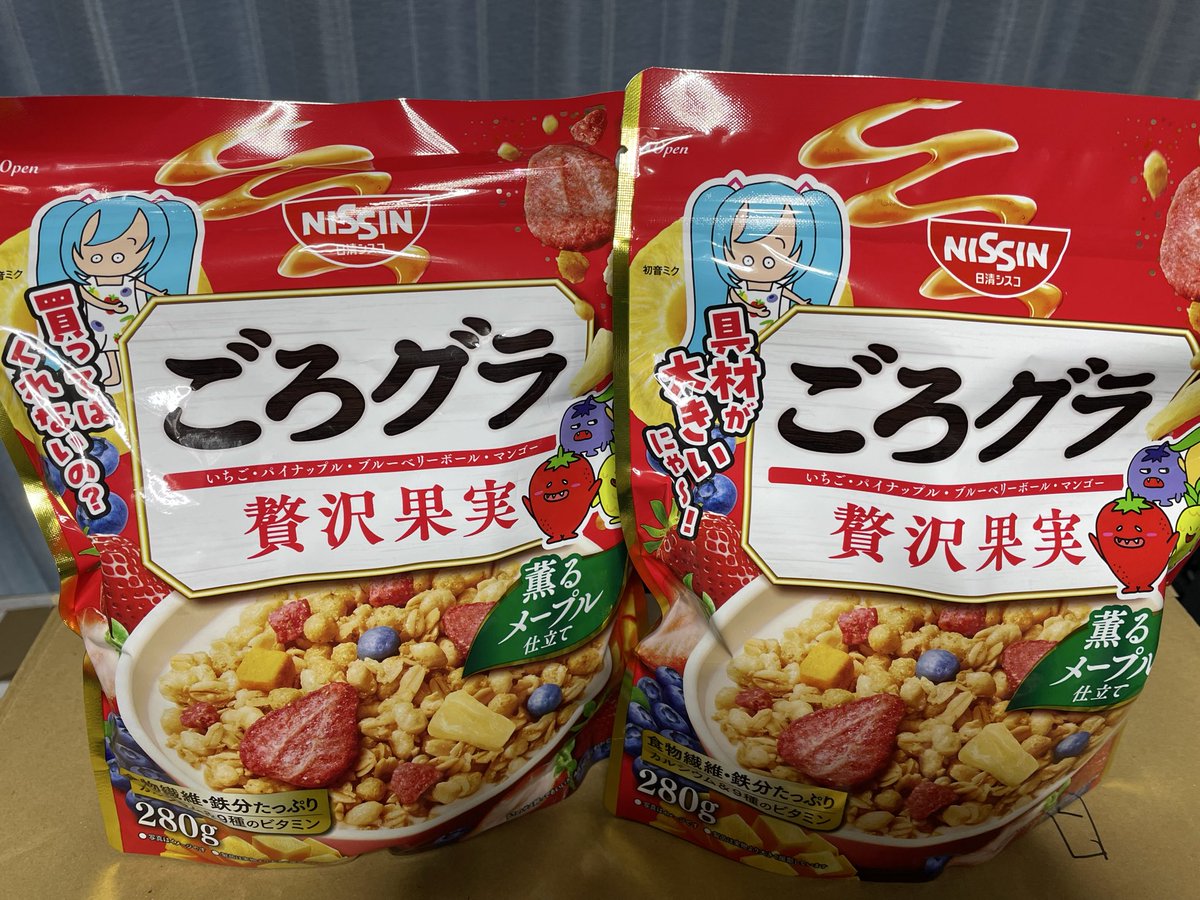 Open
NISSIN
日清シスコ
初音ミク
買っては
くれないの?
ごろグラ
いちご・パイナップル・ブルーベリーボール・マンゴー
贅沢果実
薫る
メープル
仕立て
食物繊維・鉄分たっぷり
&9種のビタミン
280g
Open
NISSIN
日清シスコ
初音ミク
具材が
大きい
にゃ〜!
ごろグラ
いちご・パイナップル・ブルーベリーボール・マンゴー
贅沢果実
薫る
メープル
仕立て
食物繊維・鉄分たっぷり
カルシウム&9種のビタミン
280g